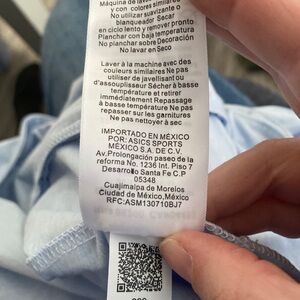 Máquina de lavar
y con colores similares
No utilizar suavizante o
blanqueador Secar
en ciclo lento y remover pronto
Planchar con baja temperatura
No planchar sobre Decoración
No lavar en Seco
Laver à la machine avec des
couleurs similaires Ne pas
utiliser de javellisant ou
d'assouplisseur Sécher à basse
température et retirer
immédiatement Repassage
à basse température Ne pas
repasser sur les garnitures
Ne pas nettoyer à sec
IMPORTADO EN MÉXICO
POR: ASICS SPORTS
MÉXICO S.A. DE C.V.
Av.Prolongación paseo de la
reforma No. 1236 Int. Piso 7
Desarrollo Santa Fe C.P
05348
Cuajimalpa de Morelos
Ciudad de México, México
RFC:ASM130710BJ7